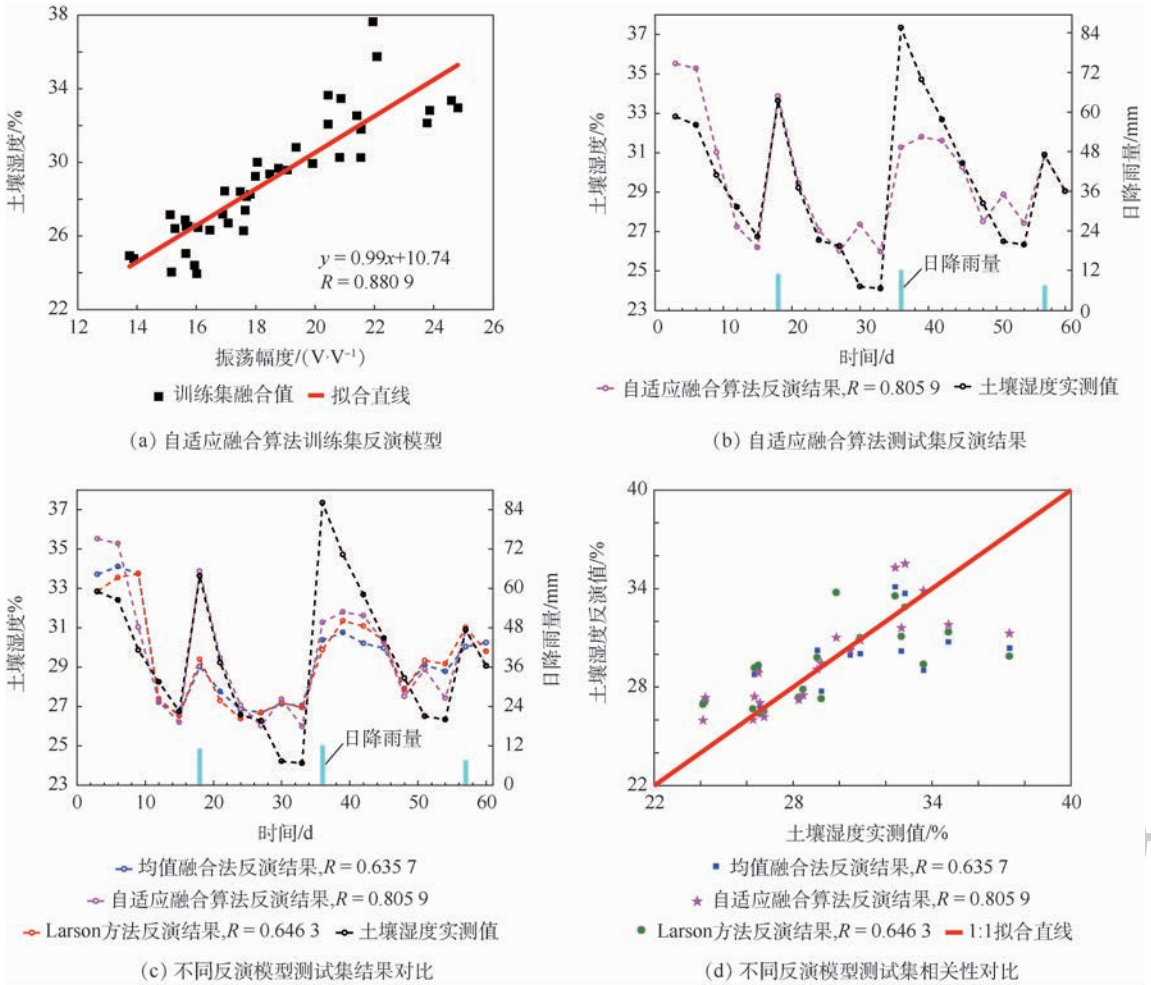 38
34
30
26
22
土壤湿度/%
y = 0.99x+10.74
R = 0.880 9
12 14 16 18 20 22 24 26
振荡幅度/(V·V⁻¹)
训练集融合值 拟合直线
(a) 自适应融合算法训练集反演模型
37
35
33
31
29
27
25
23
土壤湿度/%
84
72
60
48
36
24
12
0
日降雨量/mm
日降雨量
0 10 20 30 40 50 60
时间/d
自适应融合算法反演结果,R = 0.805 9 土壤湿度实测值
(b) 自适应融合算法测试集反演结果
37
35
33
31
29
27
25
23
土壤湿度%
84
72
60
48
36
24
12
0
日降雨量/mm
日降雨量
0 10 20 30 40 50 60
时间/d
均值融合法反演结果,R = 0.635 7
自适应融合算法反演结果,R = 0.805 9
Larson方法反演结果,R = 0.646 3 土壤湿度实测值
(c) 不同反演模型测试集结果对比
40
34
28
22
土壤湿度反演值/%
22 28 34 40
土壤湿度实测值/%
均值融合法反演结果,R = 0.635 7
自适应融合算法反演结果,R = 0.805 9
Larson方法反演结果,R = 0.646 3 1:1拟合直线
(d) 不同反演模型测试集相关性对比